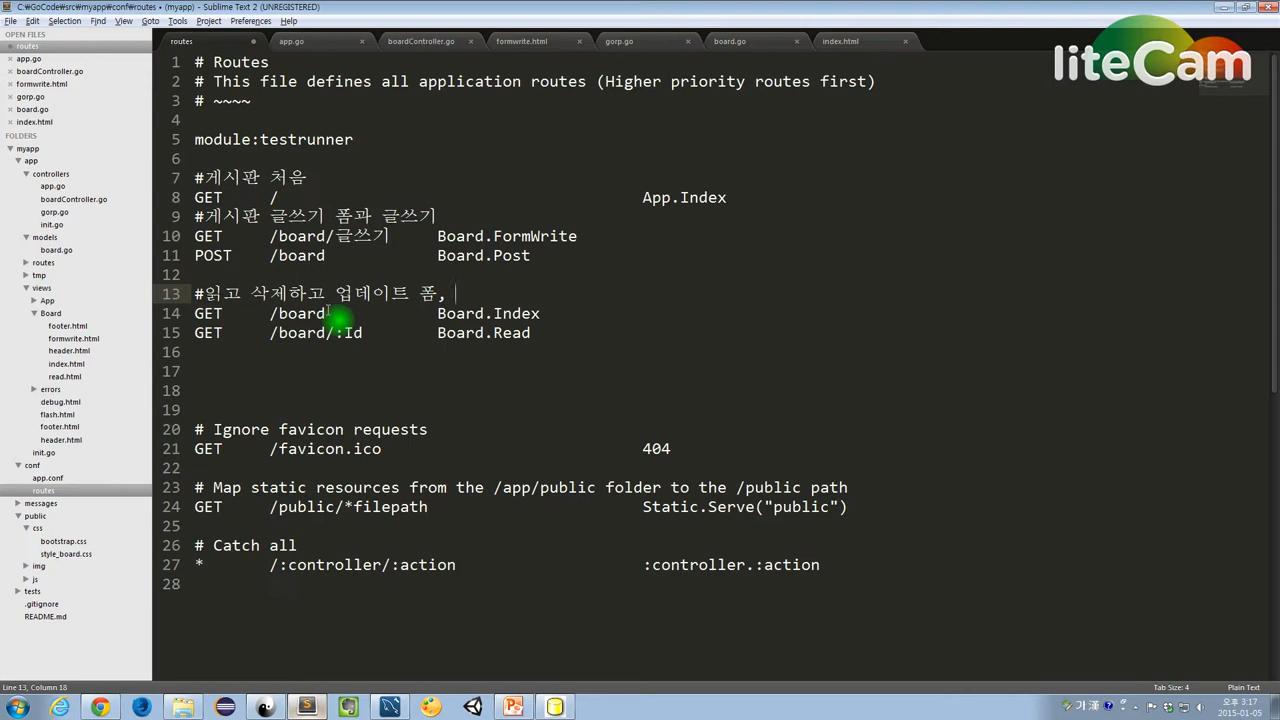 C:\GoCode\src\myapp\conf\routes • (myapp) - Sublime Text 2 (UNREGISTERED)
File Edit Selection Find View Goto Tools Project Preferences Help
OPEN FILES
routes
app.go
boardController.go
formwrite.html
gorp.go
board.go
index.html
FOLDERS
myapp
app
controllers
app.go
boardController.go
gorp.go
init.go
models
board.go
routes
tmp
views
App
Board
footer.html
formwrite.html
header.html
index.html
read.html
errors
debug.html
flash.html
footer.html
header.html
init.go
conf
app.conf
routes
messages
public
css
bootstrap.css
style_board.css
img
js
tests
.gitignore
README.md
routes app.go boardController.go formwrite.html gorp.go board.go index.html
liteCam
1 # Routes
2 # This file defines all application routes (Higher priority routes first)
3 # ~~~~
4
5 module:testrunner
6
7 #게시판 처음
8 GET / App.Index
9 #게시판 글쓰기 폼과 글쓰기
10 GET /board/글쓰기 Board.FormWrite
11 POST /board Board.Post
12
13 #읽고 삭제하고 업데이트 폼,
14 GET /board Board.Index
15 GET /board/:Id Board.Read
16
17
18
19
20 # Ignore favicon requests
21 GET /favicon.ico 404
22
23 # Map static resources from the /app/public folder to the /public path
24 GET /public/*filepath Static.Serve("public")
25
26 # Catch all
27 * /:controller/:action :controller.:action
28
Line 13, Column 18 Tab Size: 4 Plain Text
가 漢 오후 3:17
2015-01-05